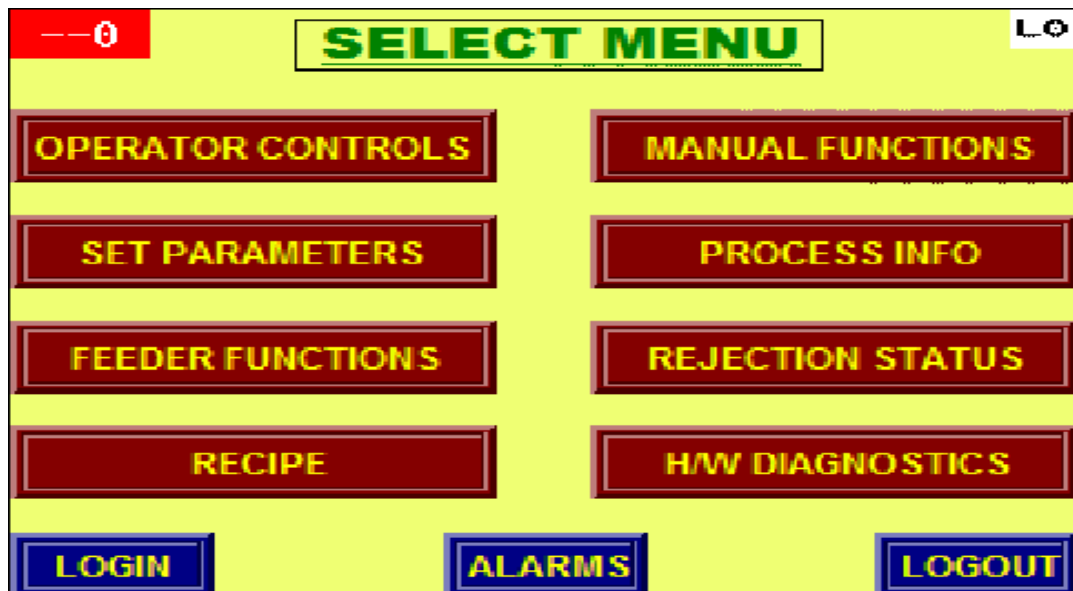 --0
SELECT MENU
LO
OPERATOR CONTROLS
MANUAL FUNCTIONS
SET PARAMETERS
PROCESS INFO
FEEDER FUNCTIONS
REJECTION STATUS
RECIPE
H/W DIAGNOSTICS
LOGIN
ALARMS
LOGOUT